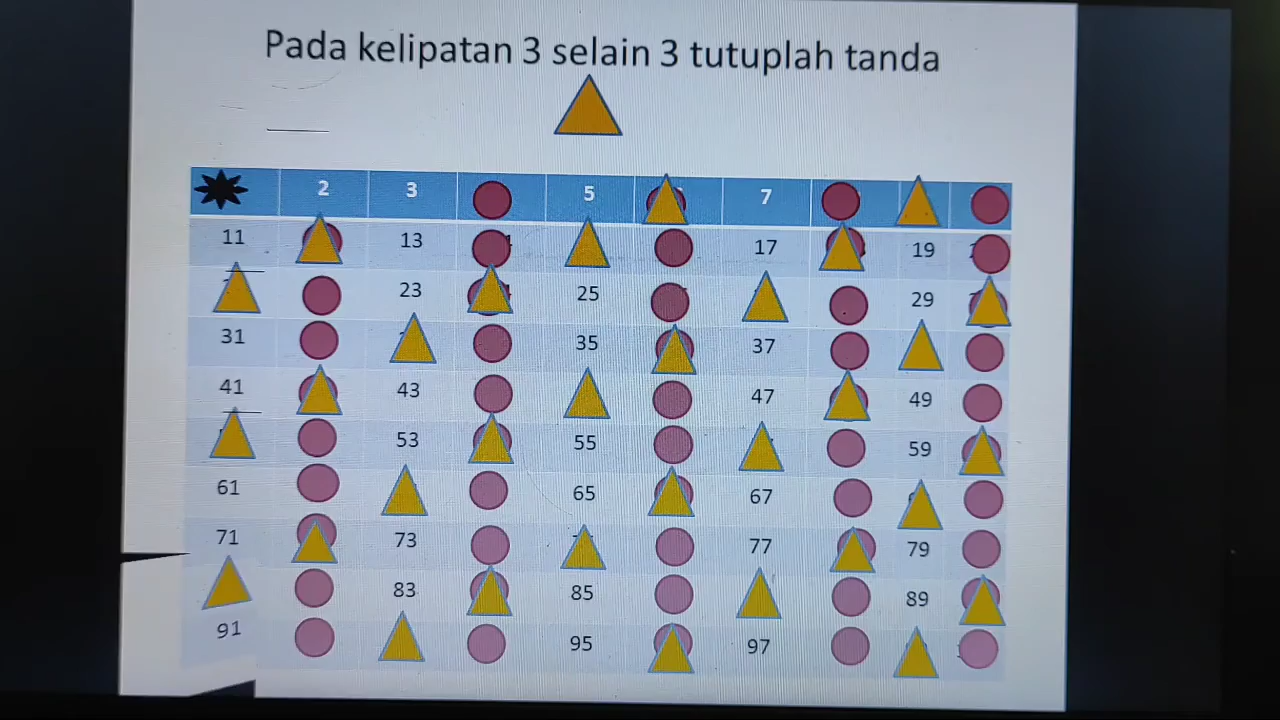 Pada kelipatan 3 selain 3 tutuplah tanda
2 3 5 7
11 13 17 19
23 25 29
31 35 37
41 43 47 49
53 55 59
61 65 67
71 73 77 79
83 85 89
91 95 97